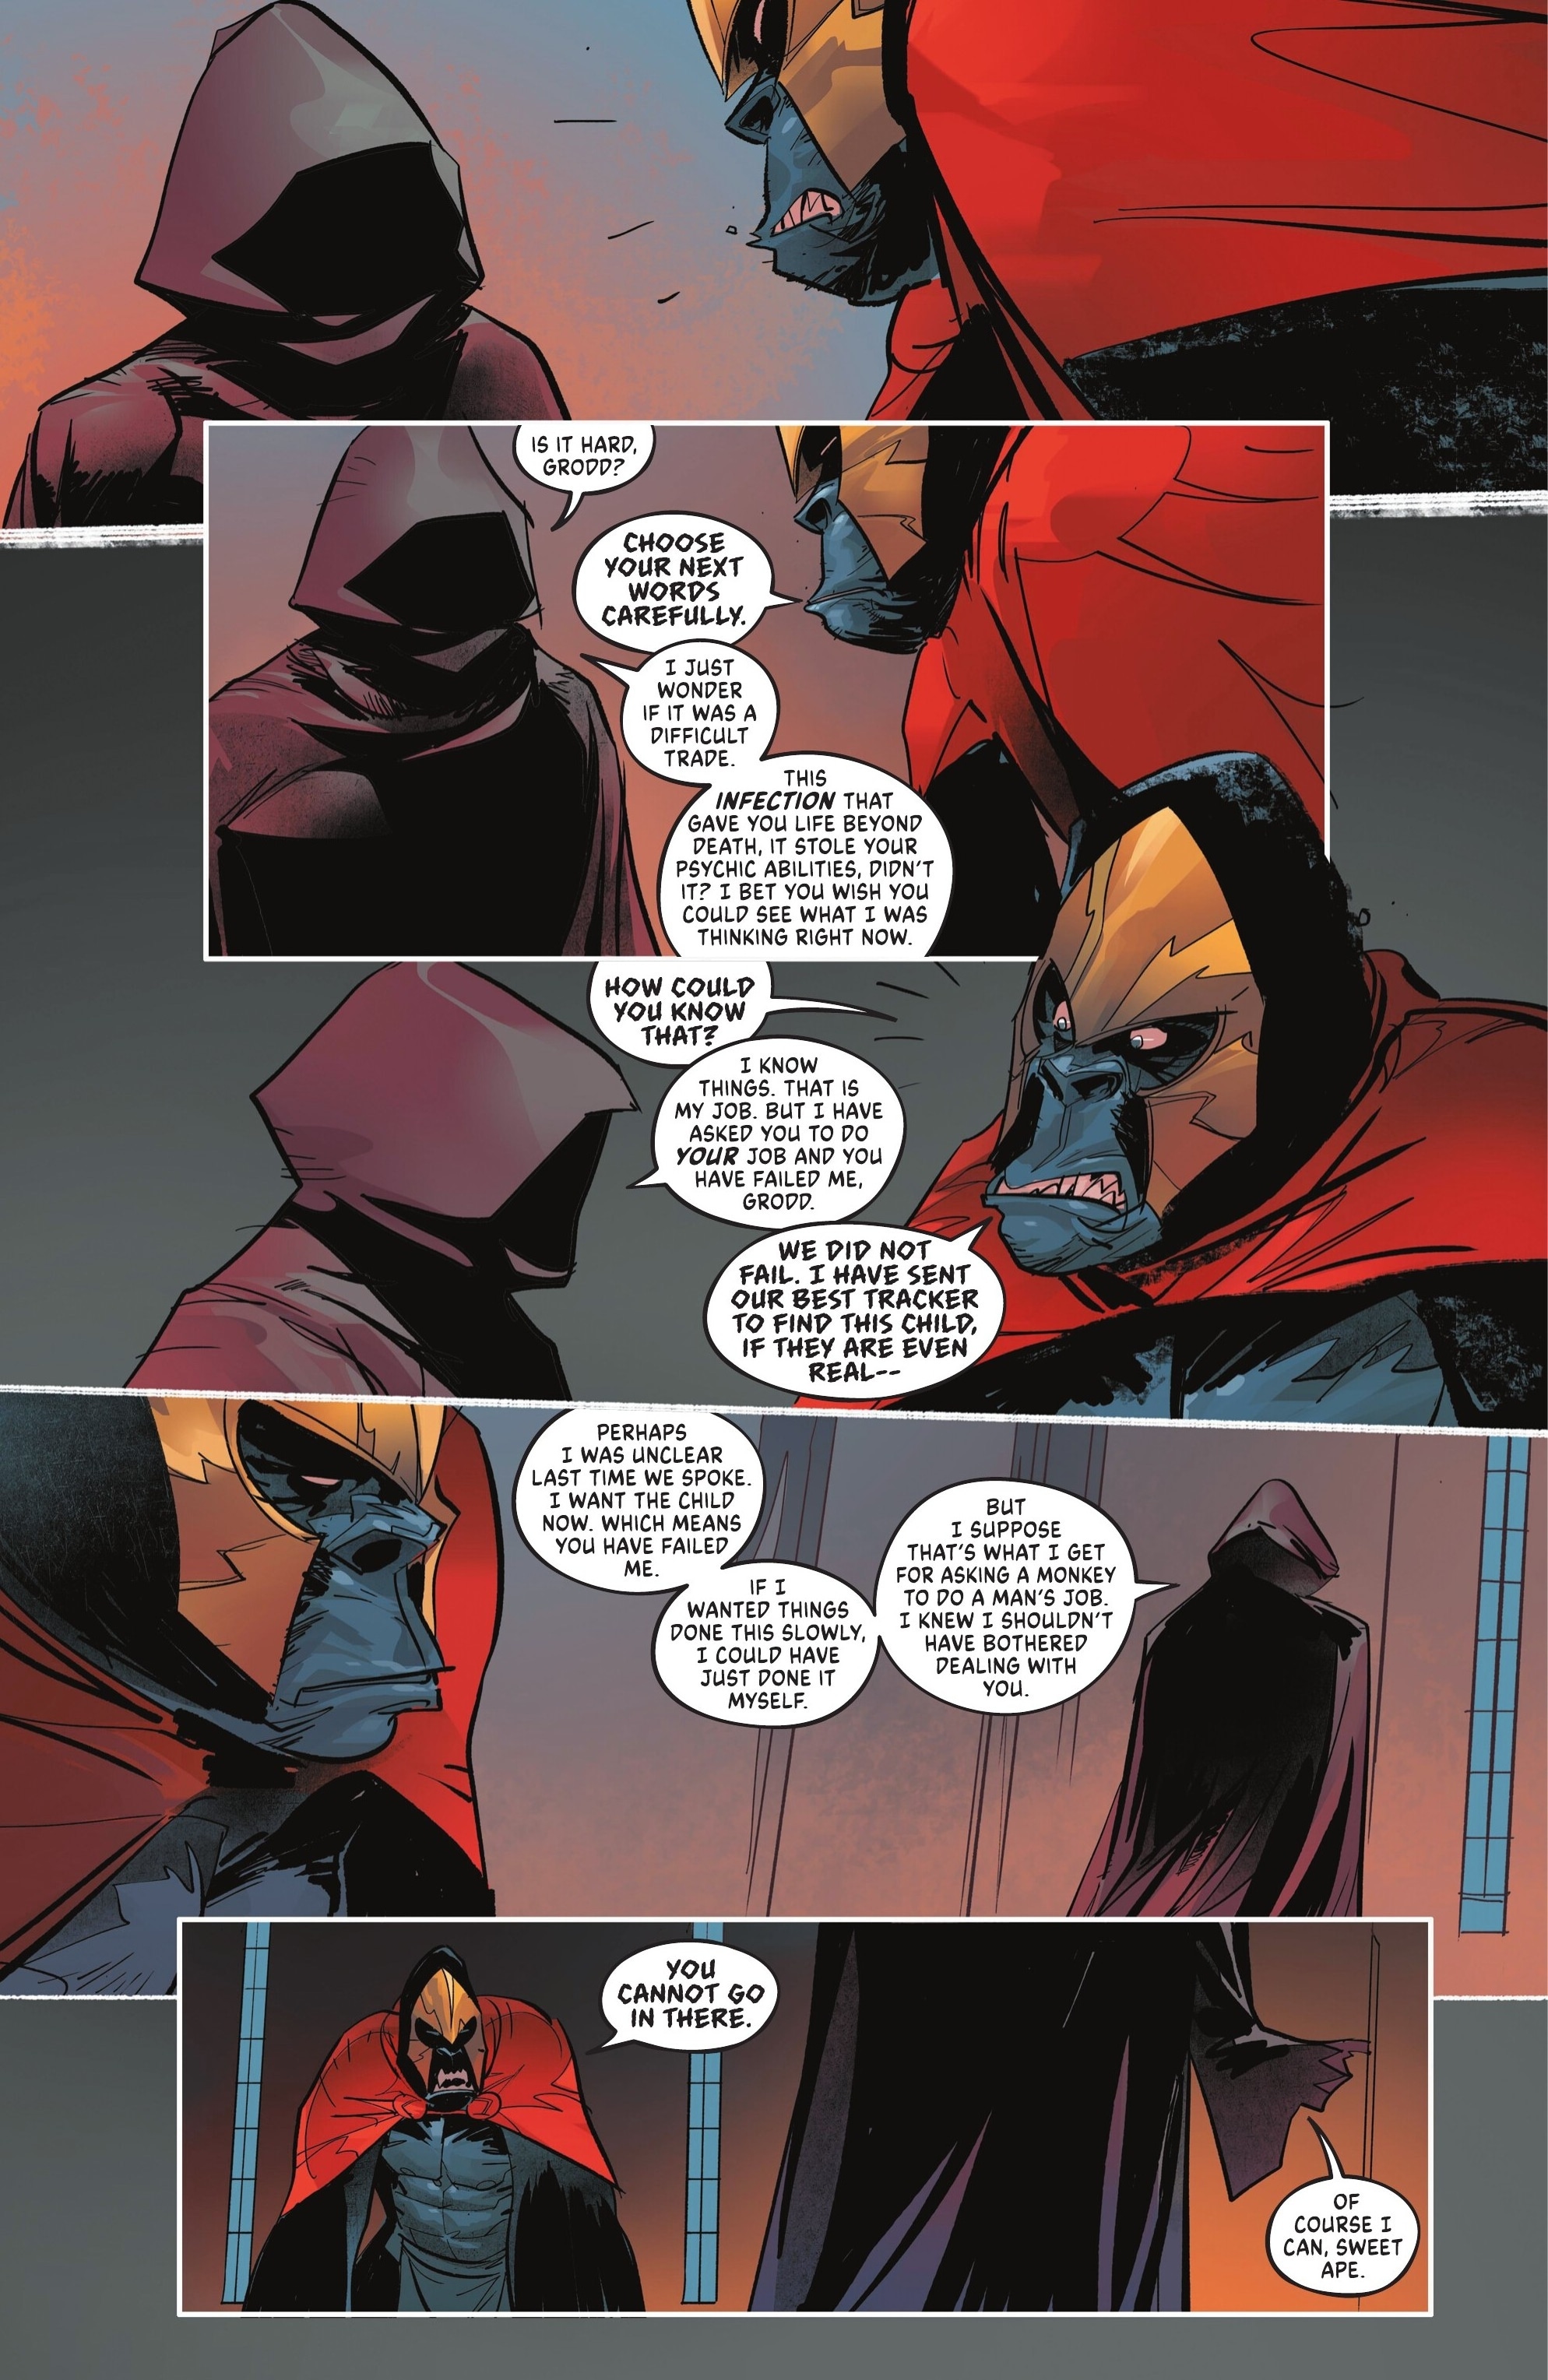 IS IT HARD,
GRODD?
CHOOSE
YOUR NEXT
WORDS
CAREFULLY.
I JUST
WONDER
IF IT WAS A
DIFFICULT
TRADE.
THIS
INFECTION THAT
GAVE YOU LIFE BEYOND
DEATH, IT STOLE YOUR
PSYCHIC ABILITIES, DIDN'T
IT? I BET YOU WISH YOU
COULD SEE WHAT I WAS
THINKING RIGHT NOW.
HOW COULD
YOU KNOW
THAT?
I KNOW
THINGS. THAT IS
MY JOB. BUT I HAVE
ASKED YOU TO DO
YOUR JOB AND YOU
HAVE FAILED ME,
GRODD.
WE DID NOT
FAIL. I HAVE SENT
OUR BEST TRACKER
TO FIND THIS CHILD,
IF THEY ARE EVEN
REAL--
PERHAPS
I WAS UNCLEAR
LAST TIME WE SPOKE.
I WANT THE CHILD
NOW. WHICH MEANS
YOU HAVE FAILED
ME.
IF I
WANTED THINGS
DONE THIS SLOWLY,
I COULD HAVE
JUST DONE IT
MYSELF.
BUT
I SUPPOSE
THAT'S WHAT I GET
FOR ASKING A MONKEY
TO DO A MAN'S JOB.
I KNEW I SHOULDN'T
HAVE BOTHERED
DEALING WITH
YOU.
YOU
CANNOT GO
IN THERE.
OF
COURSE I
CAN, SWEET
APE.